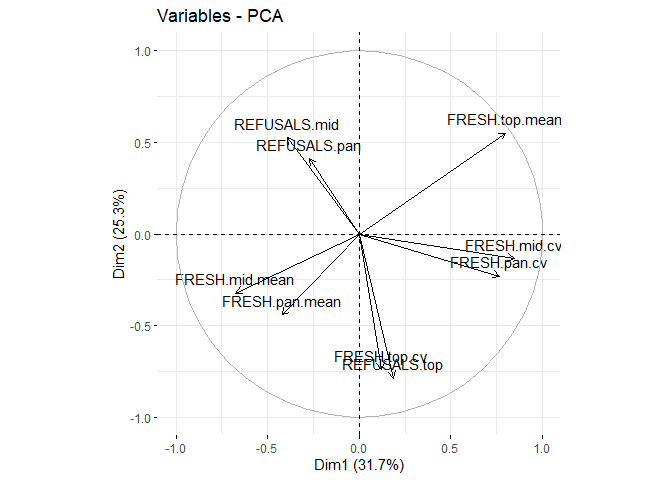 Variables - PCA
1.0
0.5
0.0
-0.5
-1.0
Dim2 (25.3%)
FRESH.top.mean
REFUSALS.mid
REFUSALS.pan
FRESH.mid.cv
FRESH.pan.cv
FRESH.mid.mean
FRESH.pan.mean
FRESH.top.cv
REFUSALS.top
-1.0 -0.5 0.0 0.5 1.0
Dim1 (31.7%)